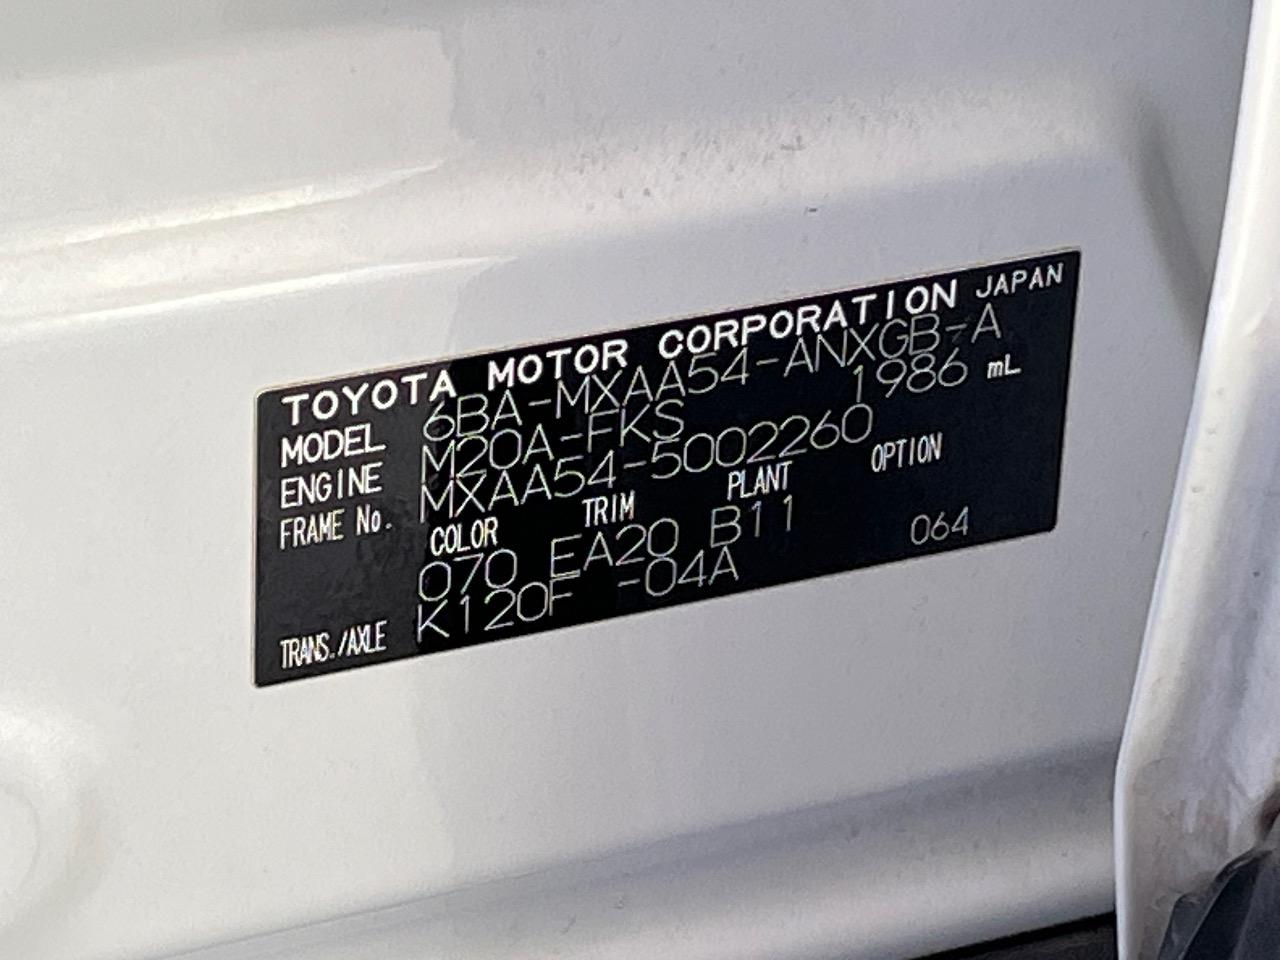 TOYOTA MOTOR CORPORATION JAPAN
MODEL 6BA-MXAA54-ANXGB-A
ENGINE M20A-FKS 1986 mL
FRAME No. MXAA54-5002260
COLOR TRIM PLANT OPTION
070 EA20 B11 064
TRANS./AXLE K120F -04A